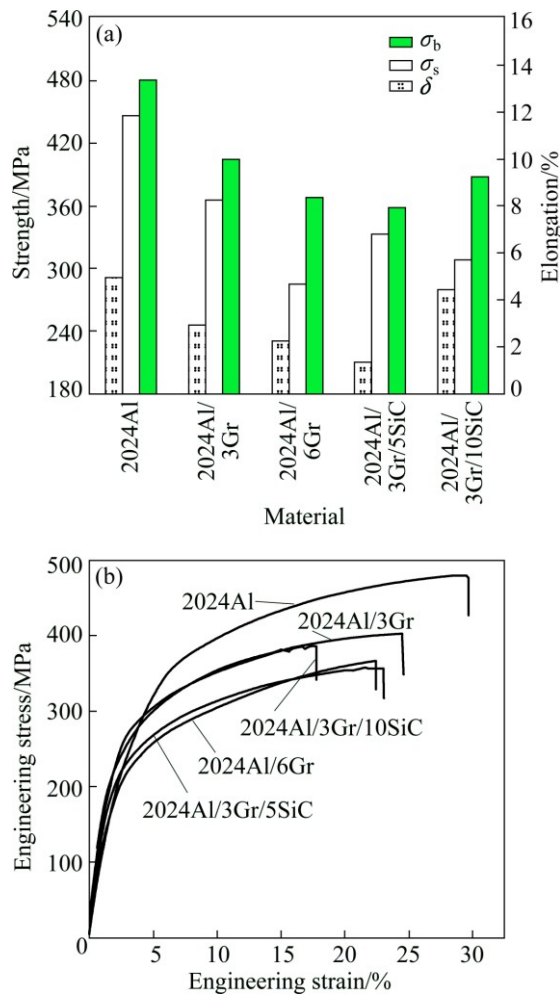 (a)
σb
σs
δ
Strength/MPa
540
480
420
360
300
240
180
Elongation/%
16
14
12
10
8
6
4
2
0
2024Al
2024Al/
3Gr
2024Al/
6Gr
2024Al/
3Gr/5SiC
2024Al/
3Gr/10SiC
Material
(b)
Engineering stress/MPa
500
400
300
200
100
0
2024Al
2024Al/3Gr
2024Al/3Gr/10SiC
2024Al/6Gr
2024Al/3Gr/5SiC
5
10
15
20
25
30
Engineering strain/%